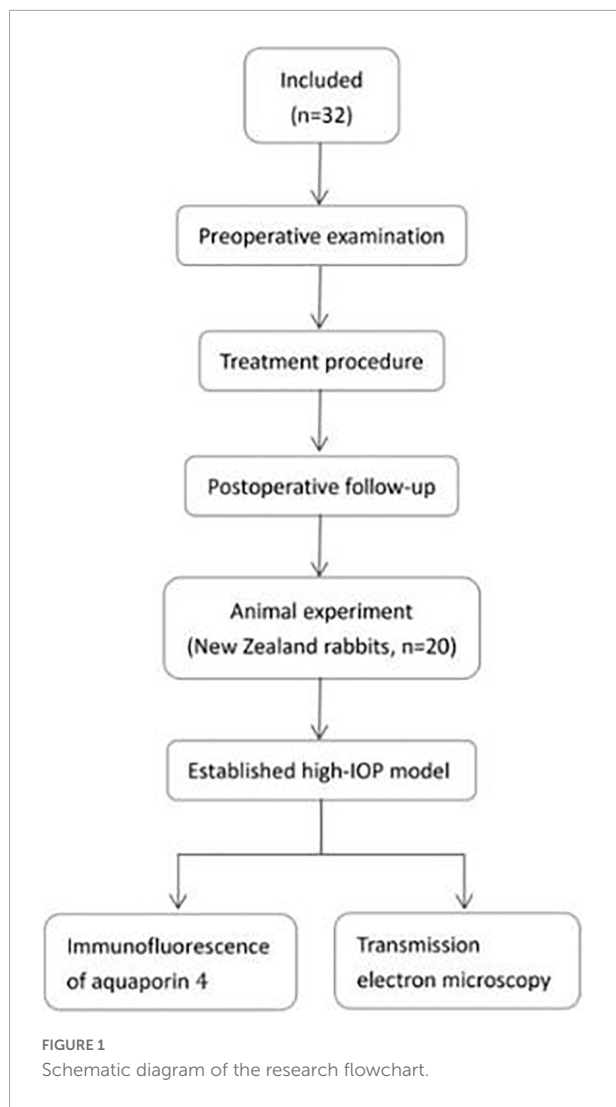 Included
(n=32)
Preoperative examination
Treatment procedure
Postoperative follow-up
Animal experiment
(New Zealand rabbits, n=20)
Established high-IOP model
Immunofluorescence
of aquaporin 4
Transmission
electron microscopy
FIGURE 1
Schematic diagram of the research flowchart.